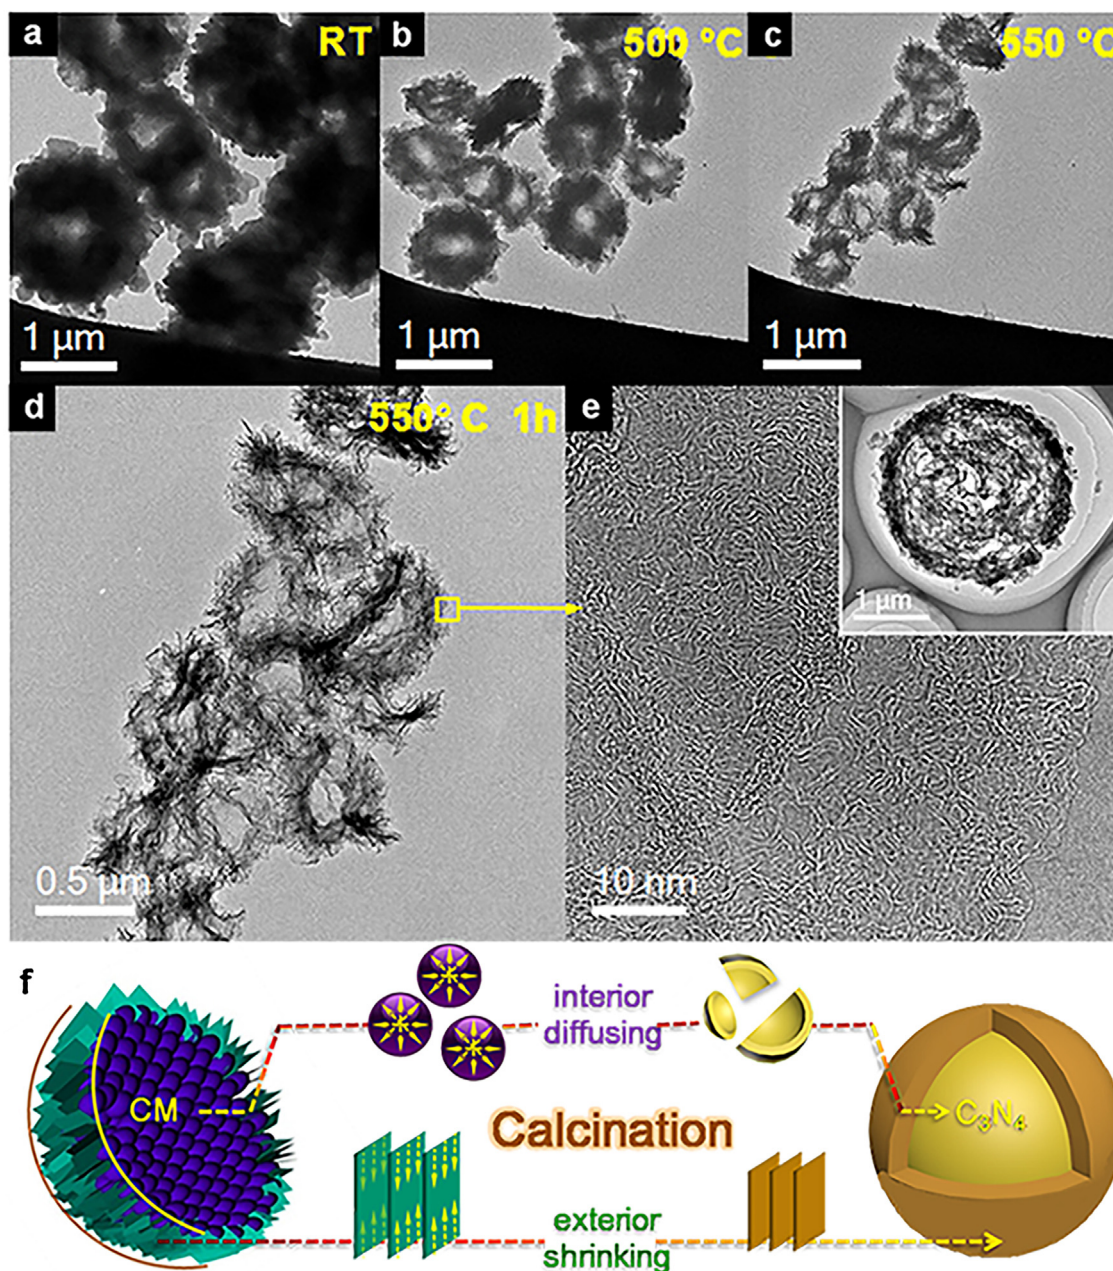 a
RT
b
500 °C
c
550 °C
1 µm
1 µm
1 µm
d
550° C 1h
e
1 µm
0.5 µm
10 nm
f
interior
diffusing
CM
C₃N₄
Calcination
exterior
shrinking